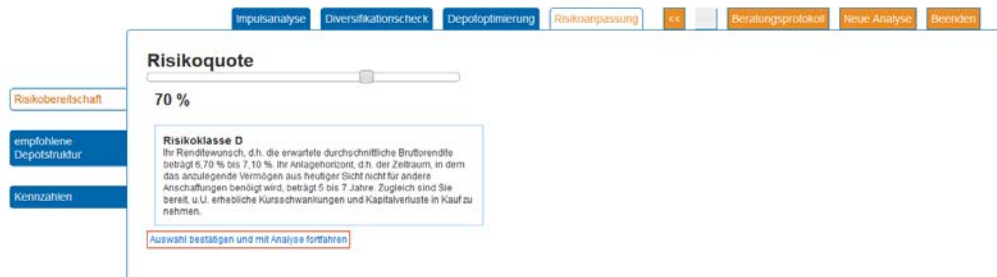 Impulsanalyse Diversifikationscheck Depotoptimierung Risikoanpassung << Beratungsprotokoll Neue Analyse Beenden
Risikoquote
Risikobereitschaft
70 %
empfohlene
Depotstruktur
Kennzahlen
Risikoklasse D
Ihr Renditewunsch, d.h. die erwartete durchschnittliche Bruttorendite
beträgt 6,70 % bis 7,10 %. Ihr Anlagehorizont, d.h. der Zeitraum, in dem
das anzulegende Vermögen aus heutiger Sicht nicht für andere
Anschaffungen benöigt wird, beträgt 5 bis 7 Jahre. Zugleich sind Sie
bereit, u.U. erhebliche Kursschwankungen und Kapitalverluste in Kauf zu
nehmen.
Auswahl bestätigen und mit Analyse fortfahren